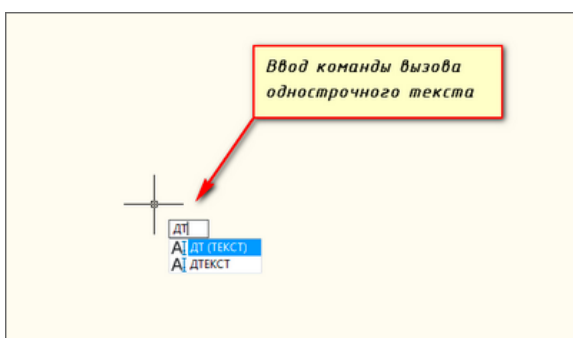 Ввод команды вызова
однострочного текста
ДТ
ДТ (ТЕКСТ)
ДТЕКСТ